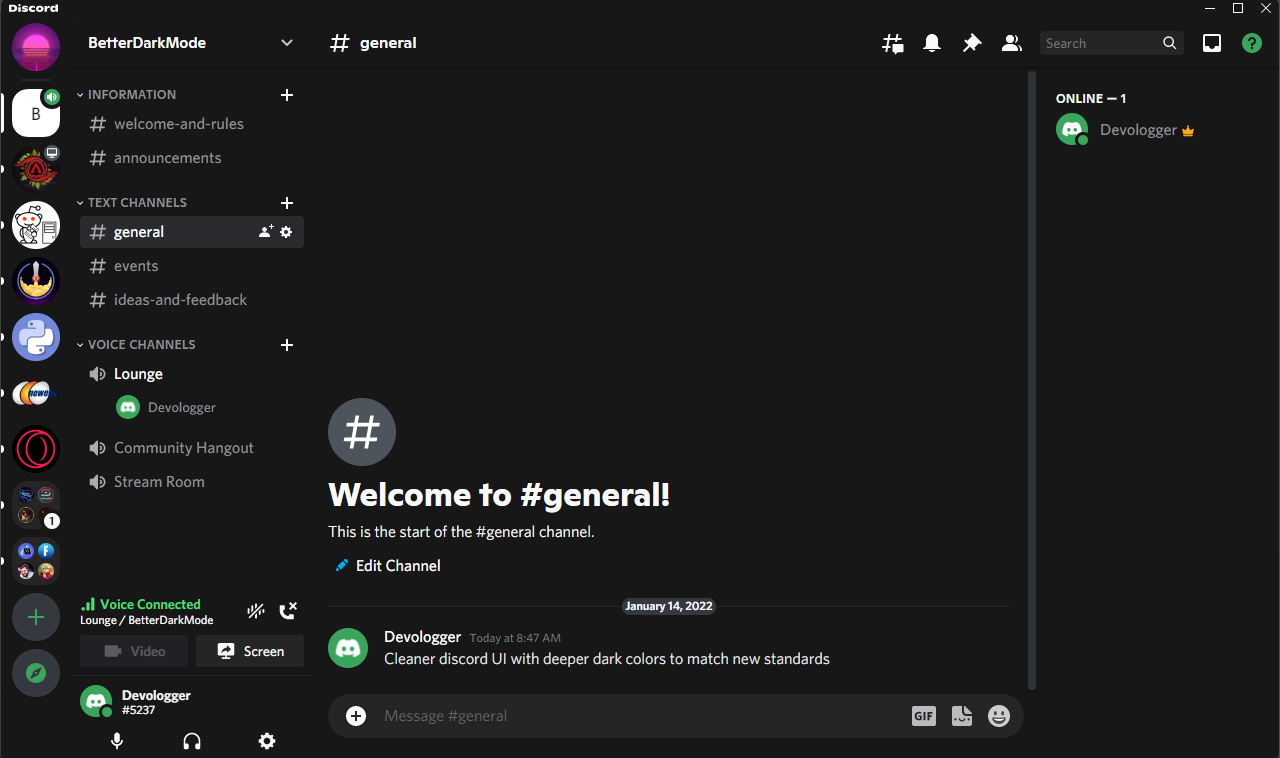 Discord
BetterDarkMode
general
Search
?
B
INFORMATION
welcome-and-rules
announcements
TEXT CHANNELS
general
events
ideas-and-feedback
VOICE CHANNELS
Lounge
Devologger
Community Hangout
Stream Room
1
Voice Connected
Lounge / BetterDarkMode
Video
Screen
Devologger
#5237
Welcome to #general!
This is the start of the #general channel.
Edit Channel
January 14, 2022
Devologger Today at 8:47 AM
Cleaner discord UI with deeper dark colors to match new standards
Message #general
GIF
ONLINE — 1
Devologger